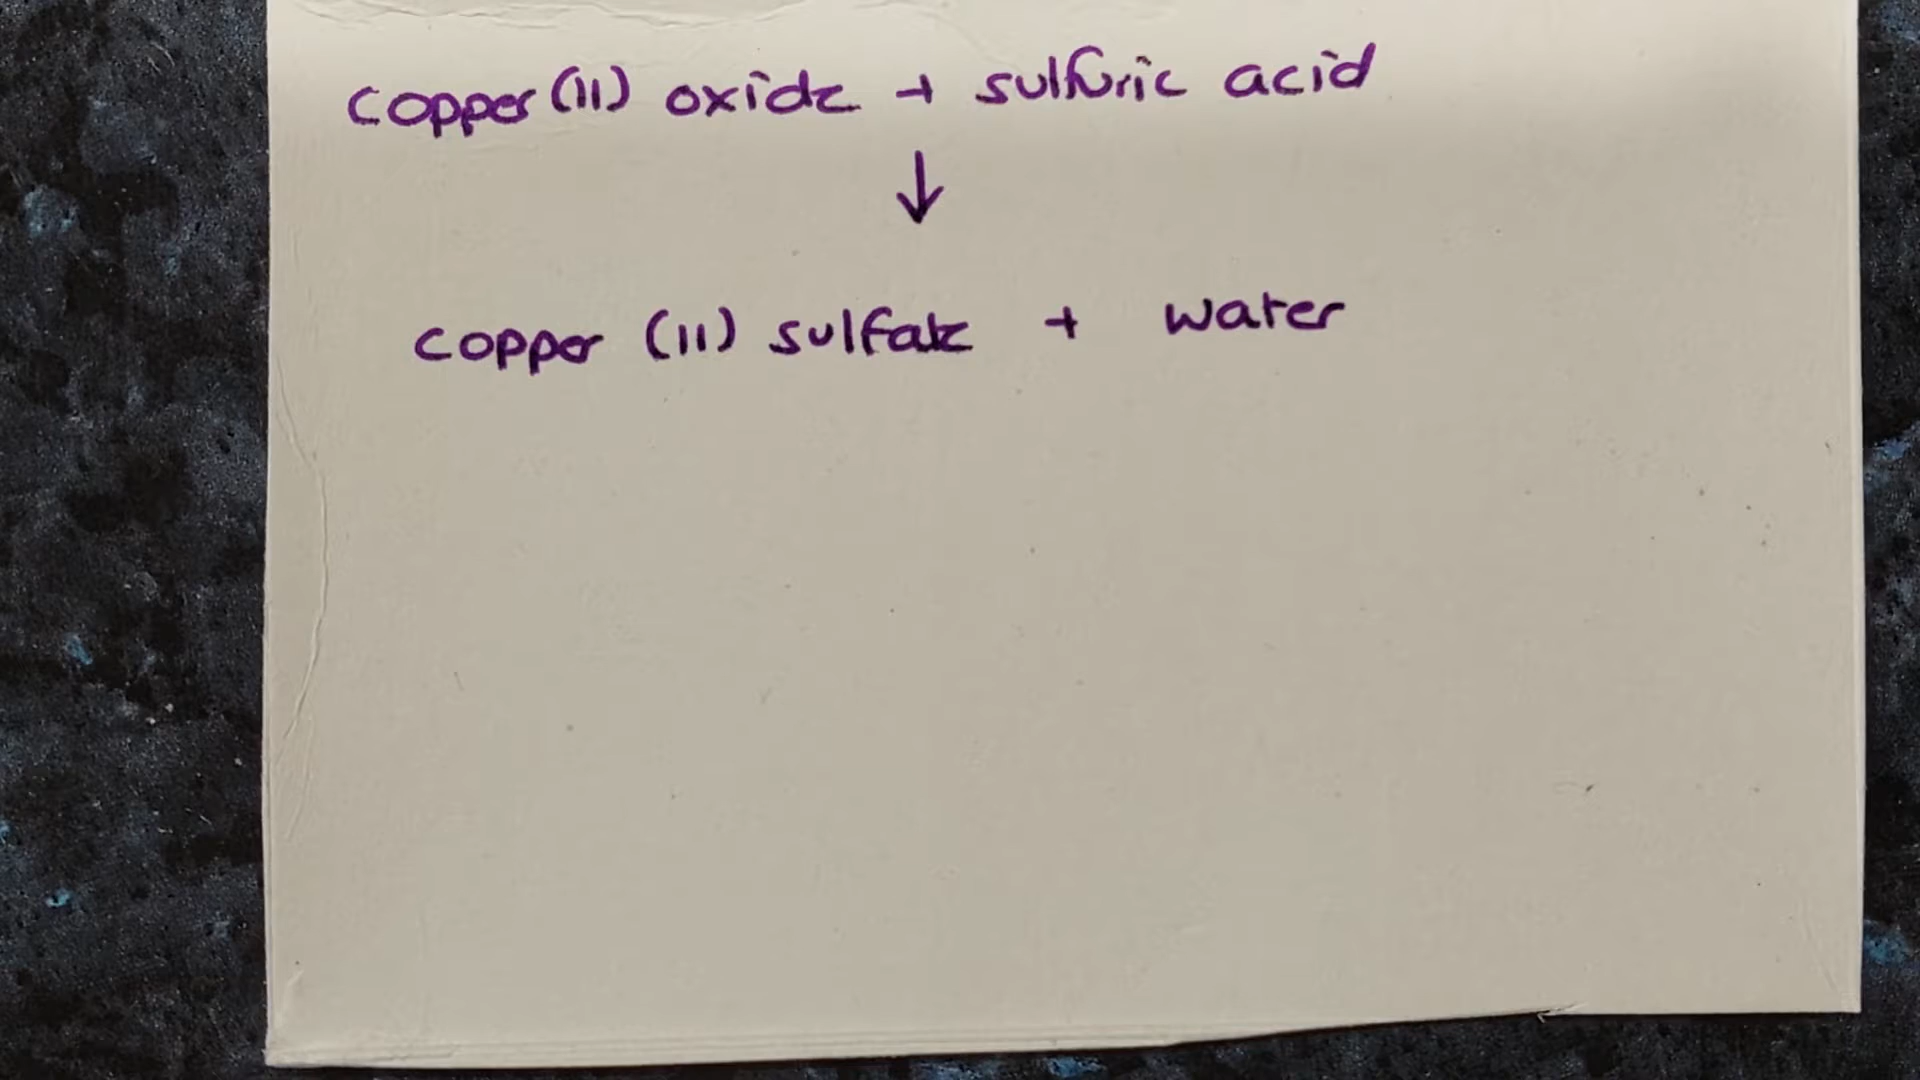 copper (II) oxide + sulfuric acid
↓
copper (II) sulfate + water